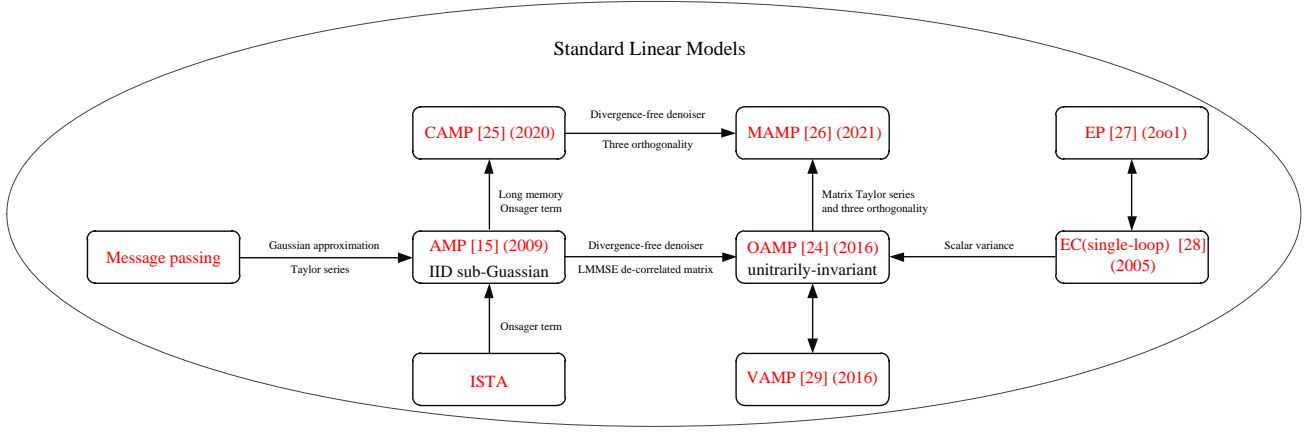 Standard Linear Models
CAMP [25] (2020)
Divergence-free denoiser
Three orthogonality
MAMP [26] (2021)
EP [27] (2oo1)
Long memory
Onsager term
Matrix Taylor series
and three orthogonality
Message passing
Gaussian approximation
Taylor series
AMP [15] (2009)
IID sub-Guassian
Divergence-free denoiser
LMMSE de-correlated matrix
OAMP [24] (2016)
unitrarily-invariant
Scalar variance
EC(single-loop) [28]
(2005)
Onsager term
ISTA
VAMP [29] (2016)